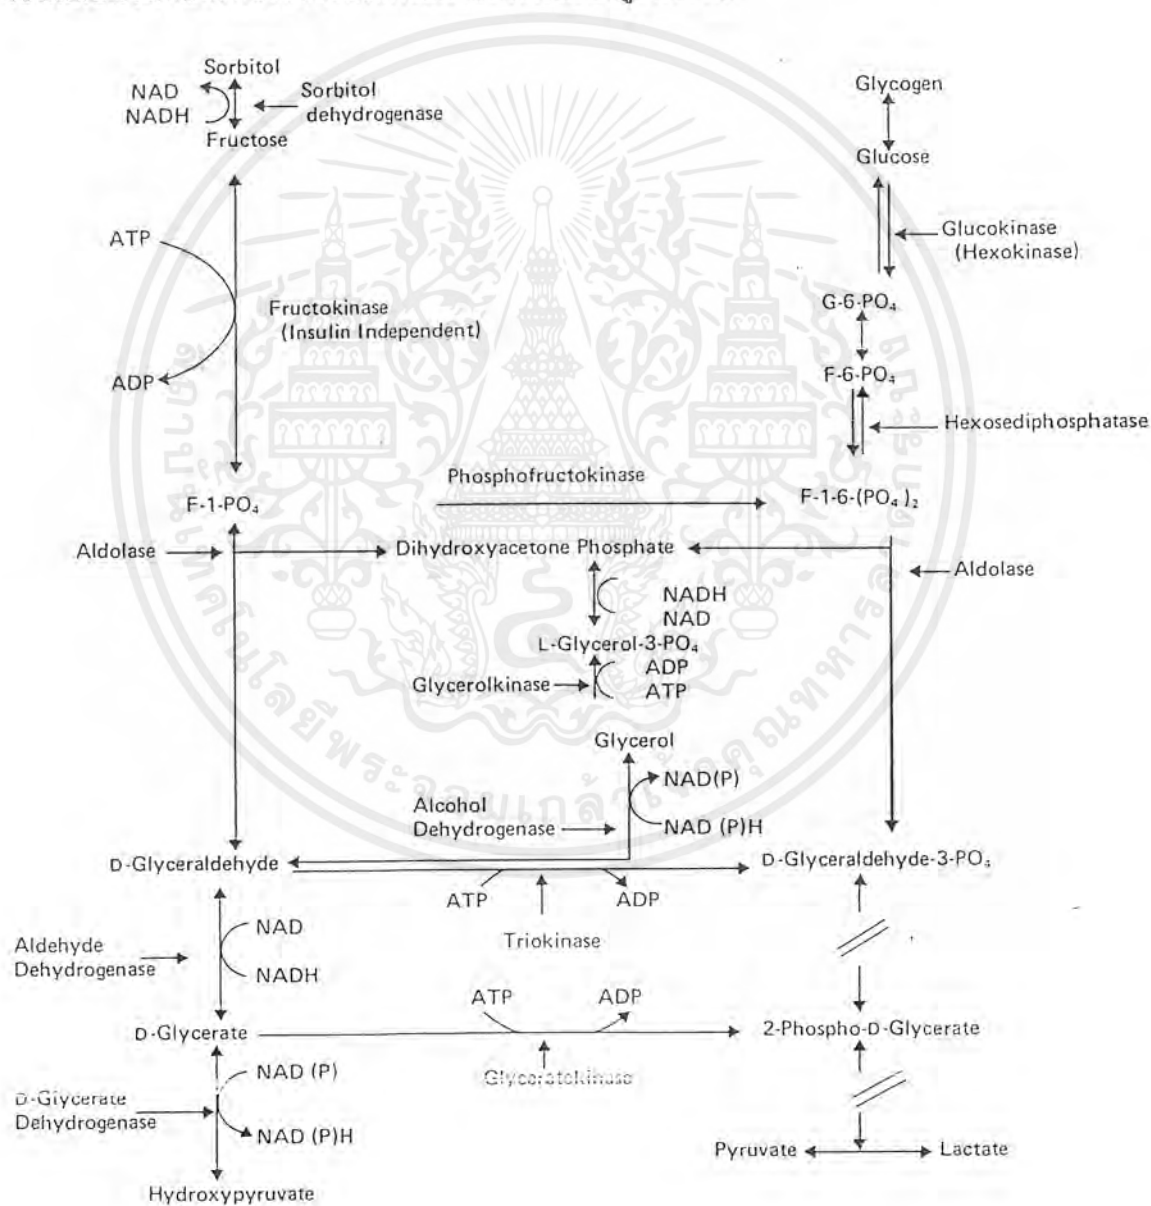 Sorbitol
NAD
NADH
Sorbitol
dehydrogenase
Fructose
Glycogen
Glucose
ATP
Glucokinase
(Hexokinase)
Fructokinase
(Insulin Independent)
G-6-PO₄
ADP
F-6-PO₄
Hexosediphosphatase
Phosphofructokinase
F-1-PO₄
F-1-6-(PO₄)₂
Aldolase
Dihydroxyacetone Phosphate
Aldolase
NADH
NAD
L-Glycerol-3-PO₄
ADP
Glycerolkinase
ATP
Glycerol
NAD(P)
Alcohol
Dehydrogenase
NAD (P)H
D-Glyceraldehyde
D-Glyceraldehyde-3-PO₄
ATP
ADP
Triokinase
NAD
Aldehyde
Dehydrogenase
NADH
ATP
ADP
D-Glycerate
2-Phospho-D-Glycerate
NAD (P)
Glyceratekinase
D-Glycerate
Dehydrogenase
NAD (P)H
Pyruvate
Lactate
Hydroxypyruvate